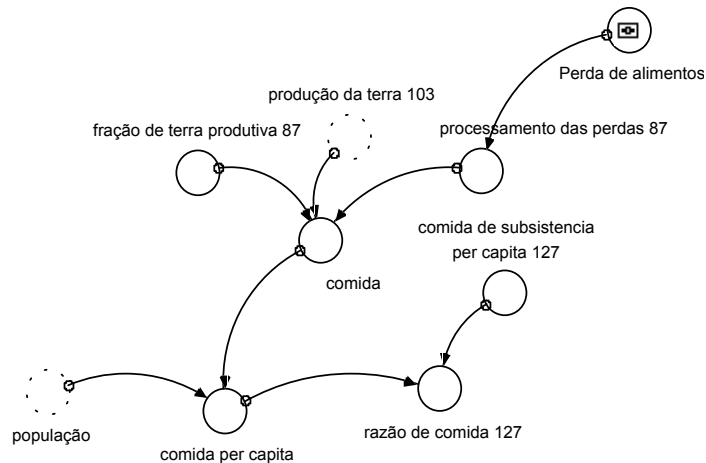 Perda de alimentos
produção da terra 103
fração de terra produtiva 87
processamento das perdas 87
comida de subsistencia
per capita 127
comida
população
comida per capita
razão de comida 127